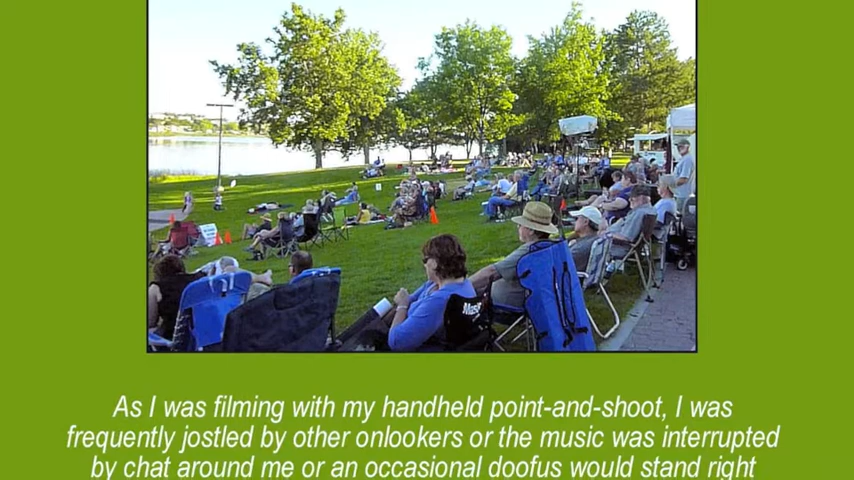 Music
As I was filming with my handheld point-and-shoot, I was
frequently jostled by other onlookers or the music was interrupted
by chat around me or an occasional doofus would stand right